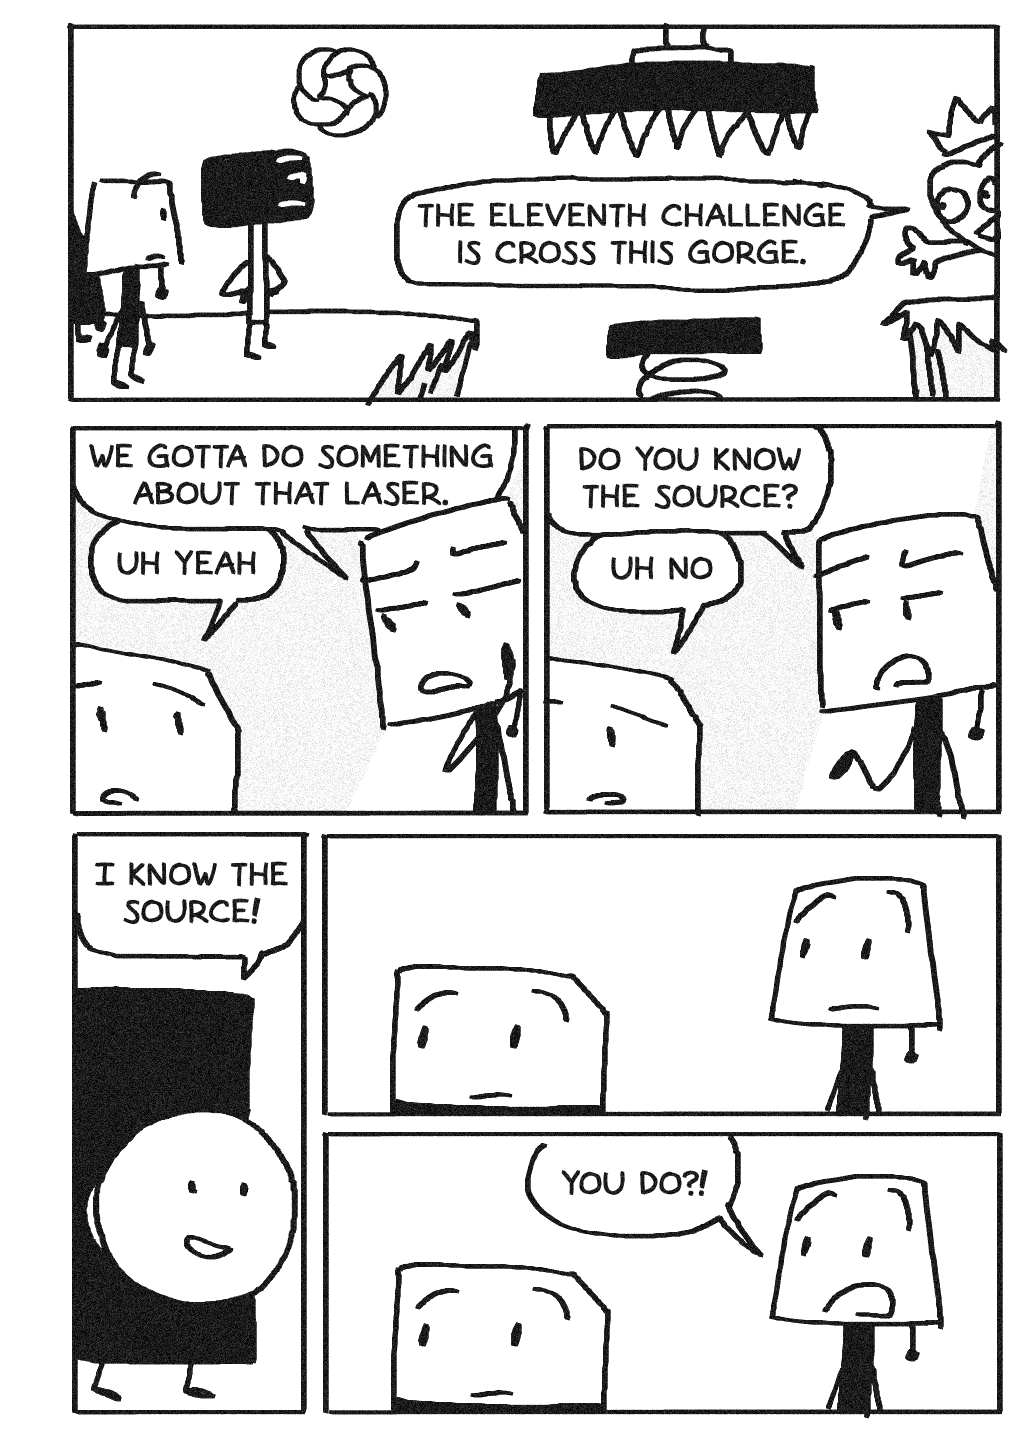 THE ELEVENTH CHALLENGE
IS CROSS THIS GORGE.
WE GOTTA DO SOMETHING
ABOUT THAT LASER.
UH YEAH
DO YOU KNOW
THE SOURCE?
UH NO
I KNOW THE
SOURCE!
YOU DO?!